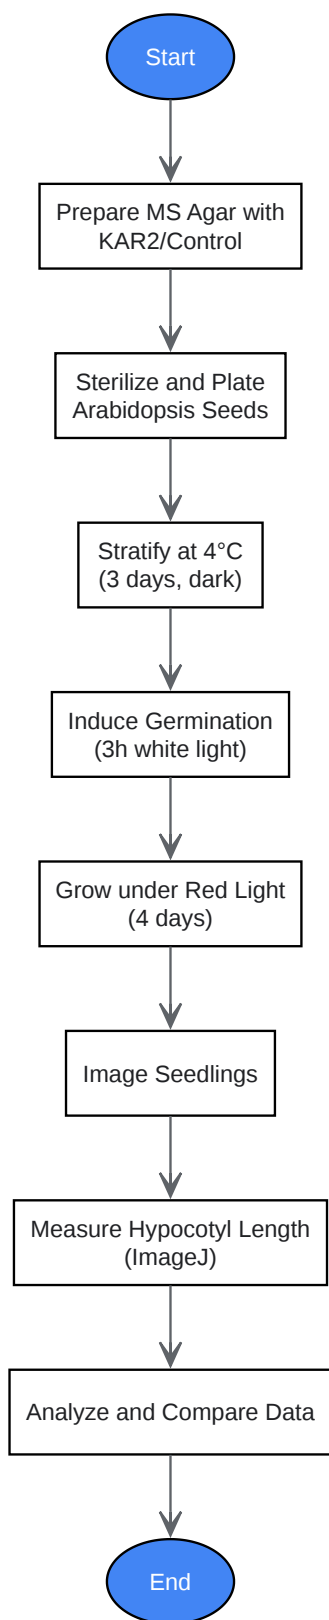 Start
Prepare MS Agar with
KAR2/Control
Sterilize and Plate
Arabidopsis Seeds
Stratify at 4°C
(3 days, dark)
Induce Germination
(3h white light)
Grow under Red Light
(4 days)
Image Seedlings
Measure Hypocotyl Length
(ImageJ)
Analyze and Compare Data
End